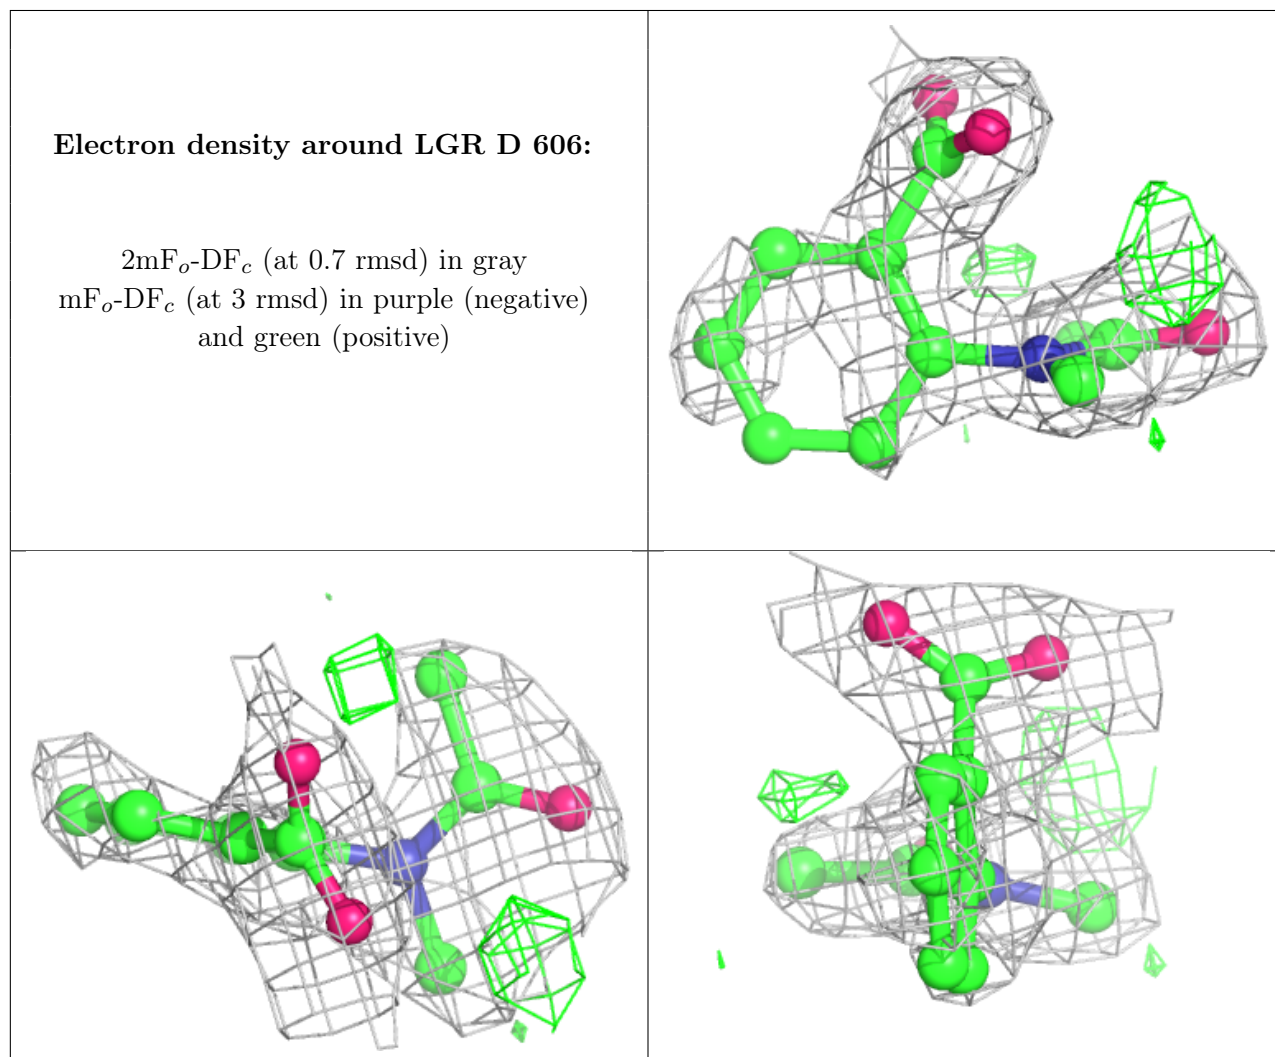 Electron density around LGR D 606:
2mFo-DFc (at 0.7 rmsd) in gray
mFo-DFc (at 3 rmsd) in purple (negative)
and green (positive)